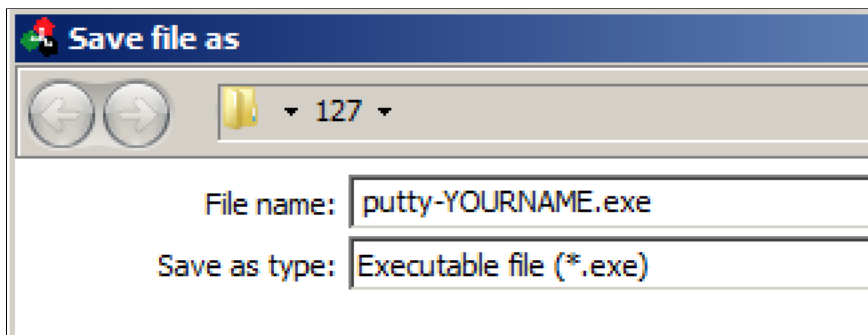 Save file as
127
File name: putty-YOURNAME.exe
Save as type: Executable file (*.exe)